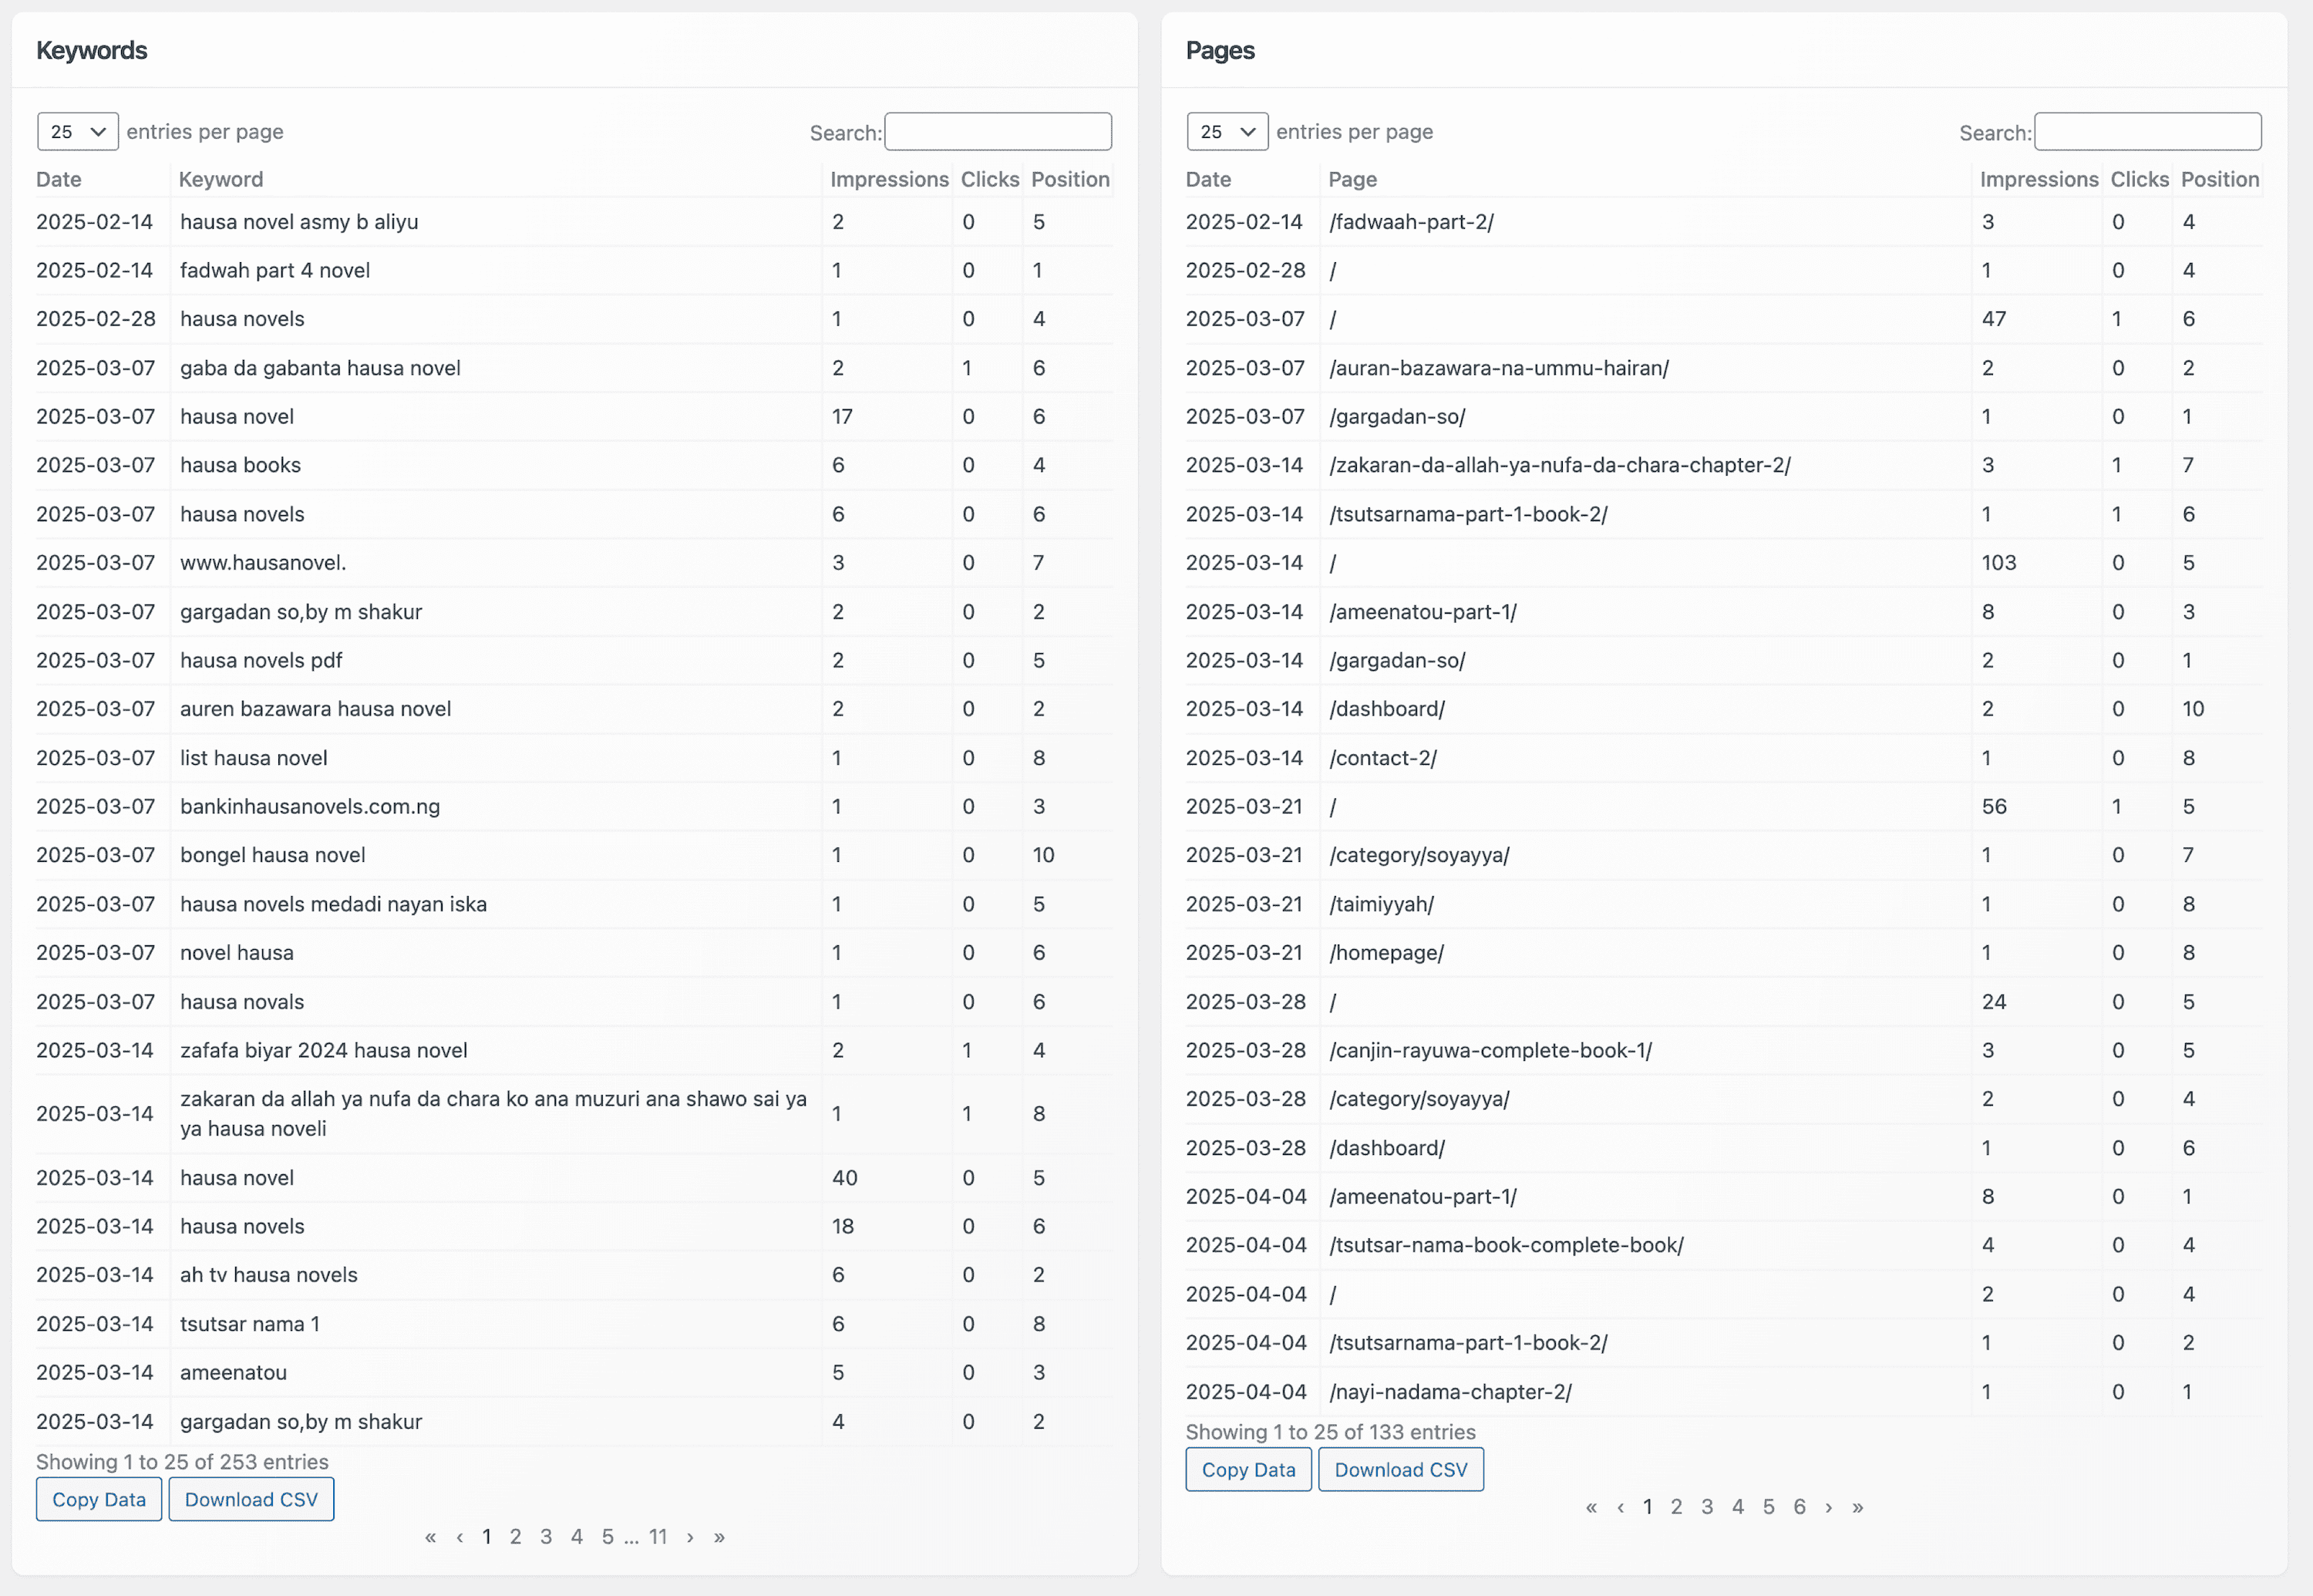 Keywords
25 entries per page Search:
Date Keyword Impressions Clicks Position
2025-02-14 hausa novel asmy b aliyu 2 0 5
2025-02-14 fadwah part 4 novel 1 0 1
2025-02-28 hausa novels 1 0 4
2025-03-07 gaba da gabanta hausa novel 2 1 6
2025-03-07 hausa novel 17 0 6
2025-03-07 hausa books 6 0 4
2025-03-07 hausa novels 6 0 6
2025-03-07 www.hausanovel. 3 0 7
2025-03-07 gargadan so,by m shakur 2 0 2
2025-03-07 hausa novels pdf 2 0 5
2025-03-07 auren bazawara hausa novel 2 0 2
2025-03-07 list hausa novel 1 0 8
2025-03-07 bankinhausanovels.com.ng 1 0 3
2025-03-07 bongel hausa novel 1 0 10
2025-03-07 hausa novels medadi nayan iska 1 0 5
2025-03-07 novel hausa 1 0 6
2025-03-07 hausa novals 1 0 6
2025-03-14 zafafa biyar 2024 hausa novel 2 1 4
2025-03-14 zakaran da allah ya nufa da chara ko ana muzuri ana shawo sai ya
ya hausa noveli 1 1 8
2025-03-14 hausa novel 40 0 5
2025-03-14 hausa novels 18 0 6
2025-03-14 ah tv hausa novels 6 0 2
2025-03-14 tsutsar nama 1 6 0 8
2025-03-14 ameenatou 5 0 3
2025-03-14 gargadan so,by m shakur 4 0 2
Showing 1 to 25 of 253 entries
Copy Data Download CSV
« ‹ 1 2 3 4 5 ... 11 › »
Pages
25 entries per page Search:
Date Page Impressions Clicks Position
2025-02-14 /fadwaah-part-2/ 3 0 4
2025-02-28 / 1 0 4
2025-03-07 / 47 1 6
2025-03-07 /auran-bazawara-na-ummu-hairan/ 2 0 2
2025-03-07 /gargadan-so/ 1 0 1
2025-03-14 /zakaran-da-allah-ya-nufa-da-chara-chapter-2/ 3 1 7
2025-03-14 /tsutsarnama-part-1-book-2/ 1 1 6
2025-03-14 / 103 0 5
2025-03-14 /ameenatou-part-1/ 8 0 3
2025-03-14 /gargadan-so/ 2 0 1
2025-03-14 /dashboard/ 2 0 10
2025-03-14 /contact-2/ 1 0 8
2025-03-21 / 56 1 5
2025-03-21 /category/soyayya/ 1 0 7
2025-03-21 /taimiyyah/ 1 0 8
2025-03-21 /homepage/ 1 0 8
2025-03-28 / 24 0 5
2025-03-28 /canjin-rayuwa-complete-book-1/ 3 0 5
2025-03-28 /category/soyayya/ 2 0 4
2025-03-28 /dashboard/ 1 0 6
2025-04-04 /ameenatou-part-1/ 8 0 1
2025-04-04 /tsutsar-nama-book-complete-book/ 4 0 4
2025-04-04 / 2 0 4
2025-04-04 /tsutsarnama-part-1-book-2/ 1 0 2
2025-04-04 /nayi-nadama-chapter-2/ 1 0 1
Showing 1 to 25 of 133 entries
Copy Data Download CSV
« ‹ 1 2 3 4 5 6 › »